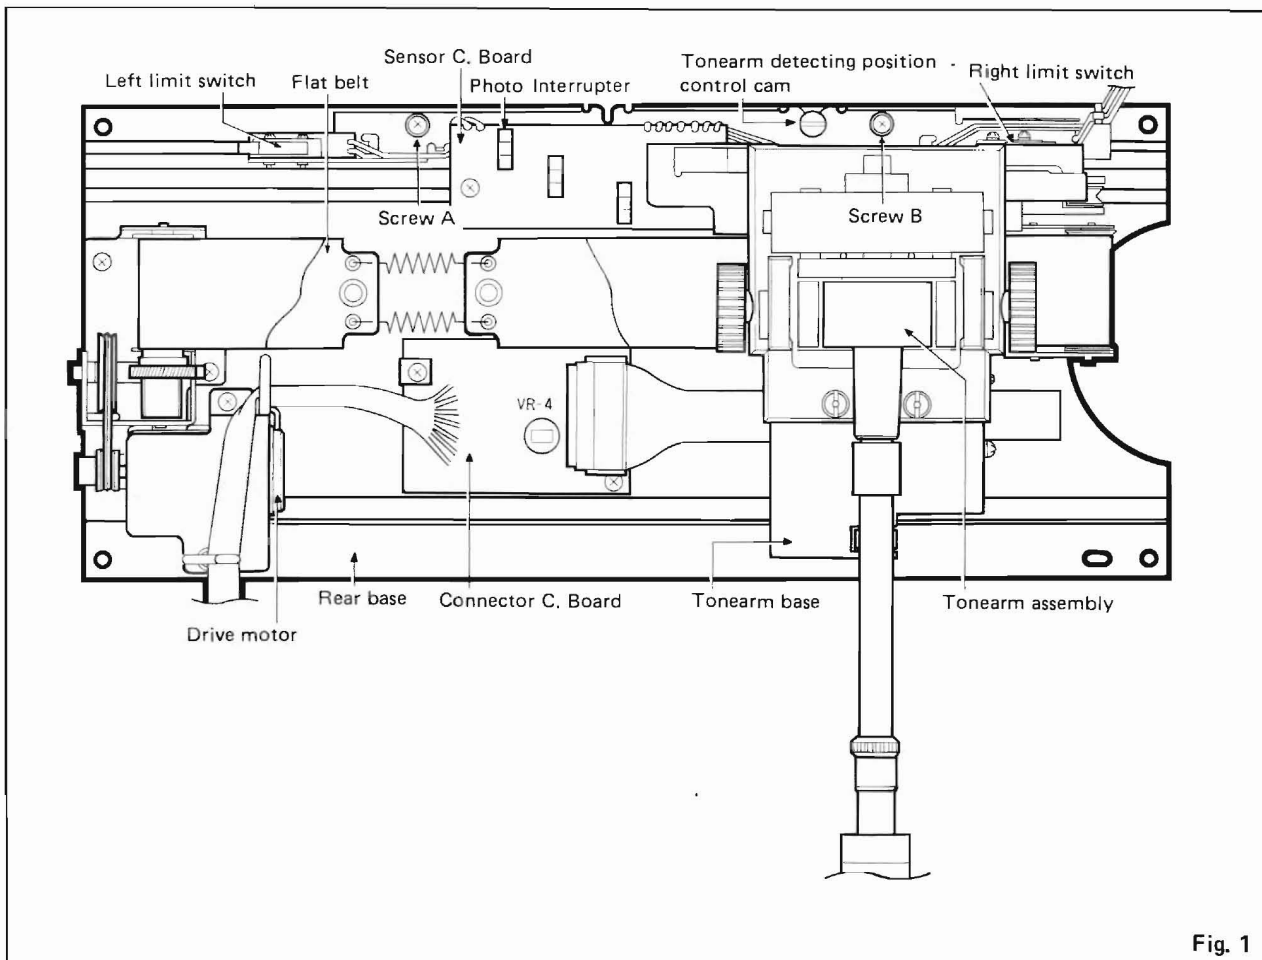 Sensor C. Board
Left limit switch
Flat belt
Photo Interrupter
Tonearm detecting position
control cam
Right limit switch
Screw A
Screw B
VR-4
Rear base
Connector C. Board
Tonearm base
Tonearm assembly
Drive motor
Fig. 1